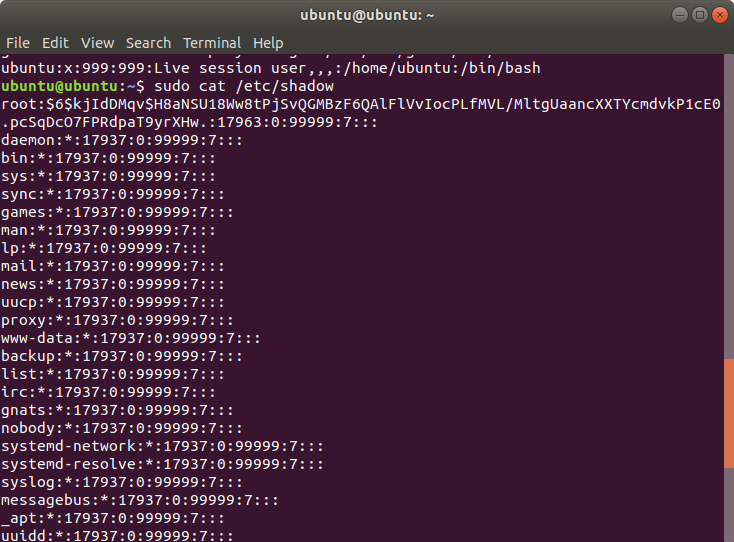 ubuntu@ubuntu: ~
File Edit View Search Terminal Help
ubuntu:x:999:999:Live session user,,,:/home/ubuntu:/bin/bash
ubuntu@ubuntu:~$ sudo cat /etc/shadow
root:$6$kjIdDMqv$H8aNSU18Ww8tPjSvQGMBzF6QAlFlVvIocPLfMVL/MltgUaancXXTYcmdvkP1cE0
.pcSqDcO7FPRdpaT9yrXHw.:17963:0:99999:7:::
daemon:*:17937:0:99999:7:::
bin:*:17937:0:99999:7:::
sys:*:17937:0:99999:7:::
sync:*:17937:0:99999:7:::
games:*:17937:0:99999:7:::
man:*:17937:0:99999:7:::
lp:*:17937:0:99999:7:::
mail:*:17937:0:99999:7:::
news:*:17937:0:99999:7:::
uucp:*:17937:0:99999:7:::
proxy:*:17937:0:99999:7:::
www-data:*:17937:0:99999:7:::
backup:*:17937:0:99999:7:::
list:*:17937:0:99999:7:::
irc:*:17937:0:99999:7:::
gnats:*:17937:0:99999:7:::
nobody:*:17937:0:99999:7:::
systemd-network:*:17937:0:99999:7:::
systemd-resolve:*:17937:0:99999:7:::
syslog:*:17937:0:99999:7:::
messagebus:*:17937:0:99999:7:::
_apt:*:17937:0:99999:7:::
uuidd:*:17937:0:99999:7:::